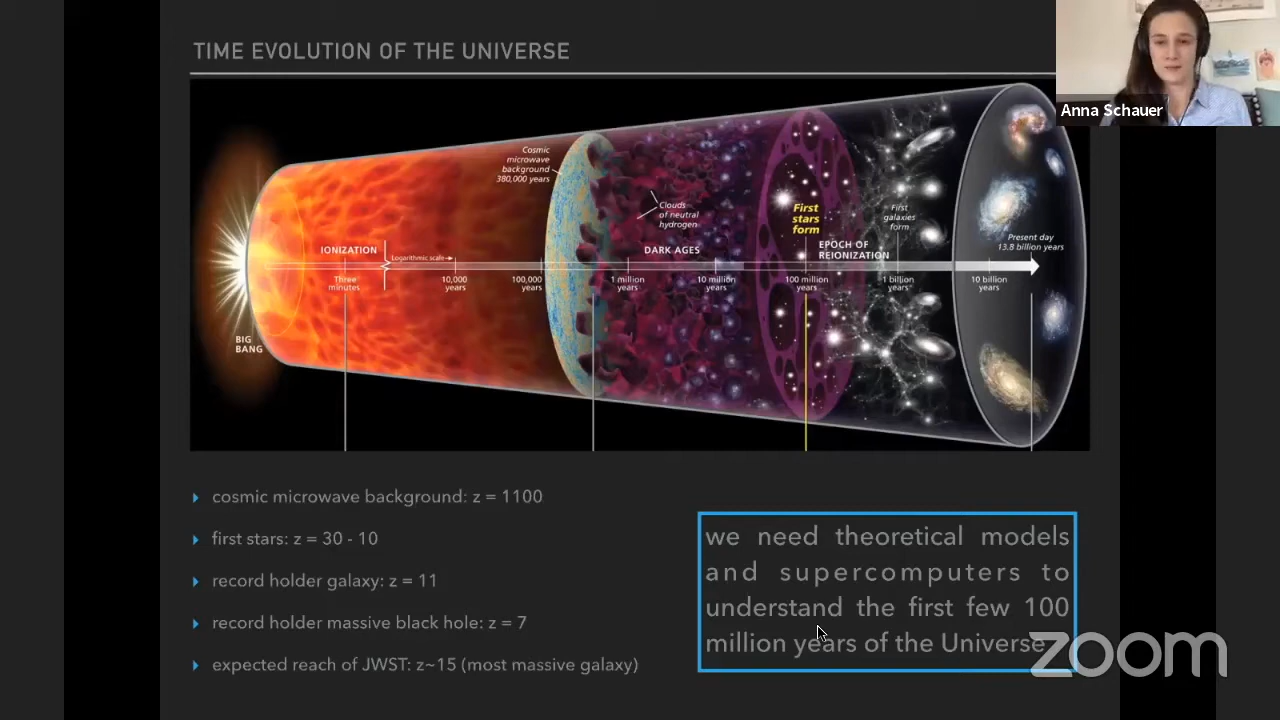 TIME EVOLUTION OF THE UNIVERSE
Anna Schauer
Cosmic
microwave
background
380,000 years
Clouds
of neutral
hydrogen
First
stars
form
First
galaxies
form
Present day
13.8 billion years
IONIZATION
Logarithmic scale
DARK AGES
EPOCH OF
REIONIZATION
Three
minutes
10,000
years
100,000
years
1 million
years
10 million
years
100 million
years
1 billion
years
10 billion
years
BIG
BANG
cosmic microwave background: z = 1100
first stars: z = 30 - 10
record holder galaxy: z = 11
record holder massive black hole: z = 7
expected reach of JWST: z~15 (most massive galaxy)
we need theoretical models
and supercomputers to
understand the first few 100
million years of the Universe
zoom